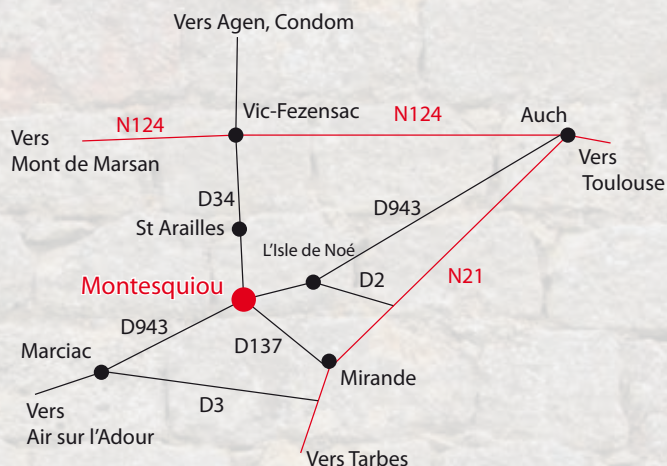 Vers Agen, Condom
Vic-Fezensac
N124
N124
Auch
Vers
Mont de Marsan
Vers
Toulouse
D34
D943
St Arailles
L'Isle de Noé
D2
N21
Montesquiou
D943
D137
Marciac
Mirande
D3
Vers
Air sur l'Adour
Vers Tarbes